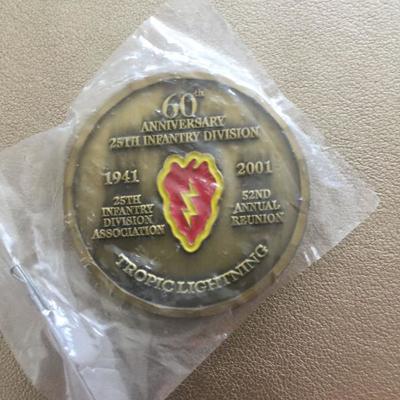 60th
ANNIVERSARY
25TH INFANTRY DIVISION
1941
2001
25TH
INFANTRY
DIVISION
ASSOCIATION
52ND
ANNUAL
REUNION
TROPIC LIGHTNING